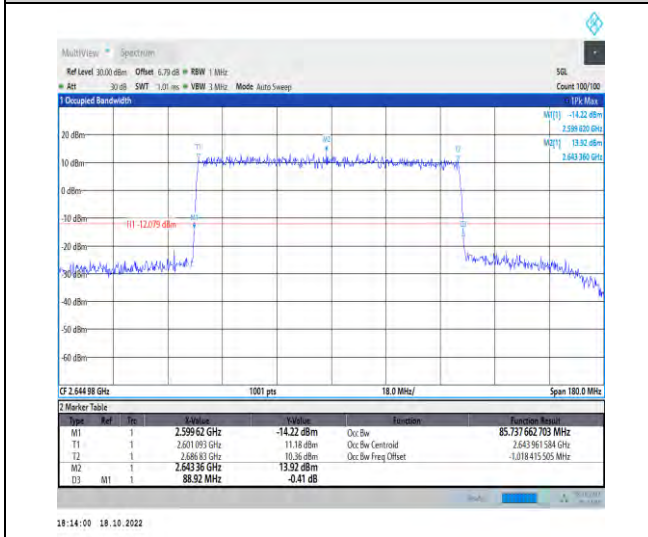 MultiView Spectrum
Ref Level 30.00 dBm Offset 6.79 dB RBW 1 MHz SGL
Att 30 dB SWT 1.01 ms VBW 3 MHz Mode Auto Sweep Count 100/100
1 Occupied Bandwidth 1Pk Max
M1[1] -14.22 dBm
2.599 620 GHz
M2[1] 13.92 dBm
2.643 360 GHz
20 dBm
T1 M2 T2
10 dBm
0 dBm
-10 dBm
H1 -12.079 dBm
-20 dBm
-30 dBm
-40 dBm
-50 dBm
-60 dBm
CF 2.644 98 GHz 1001 pts 18.0 MHz/ Span 180.0 MHz
2 Marker Table
Type Ref Trc X-Value Y-Value Function Function Result
M1 1 2.599 62 GHz -14.22 dBm Occ Bw 85.737 662 703 MHz
T1 1 2.601 093 GHz 11.18 dBm Occ Bw Centroid 2.643 961 584 GHz
T2 1 2.686 83 GHz 10.36 dBm Occ Bw Freq Offset -1.018 415 505 MHz
M2 1 2.643 36 GHz 13.92 dBm
D3 M1 1 88.92 MHz -0.41 dB
18:14:00 18.10.2022